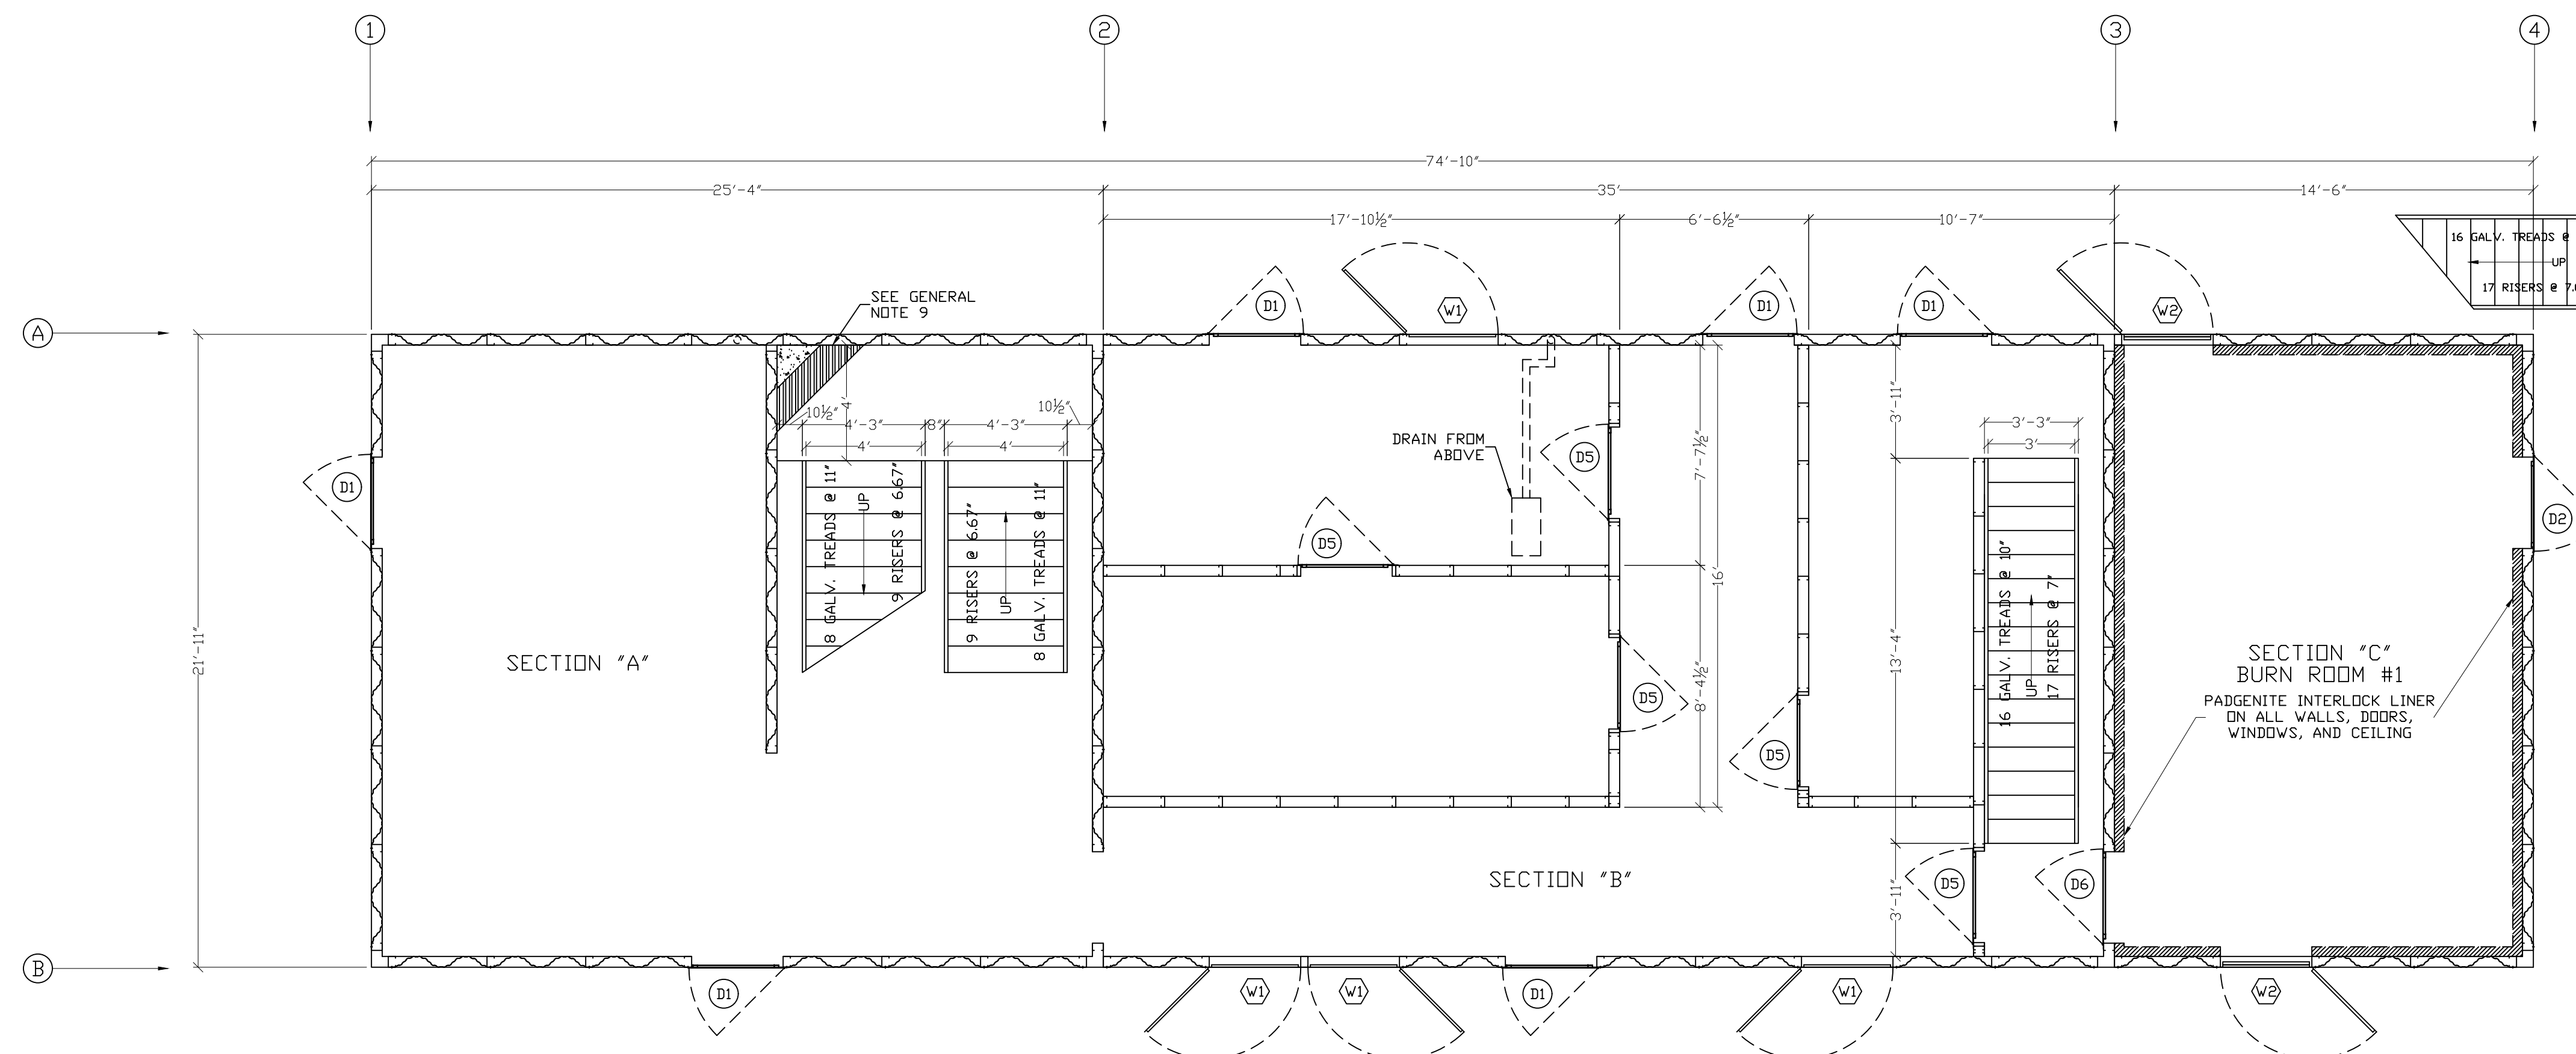 1
2
3
4
74'-10"
25'-4"
35'
14'-6"
17'-10½"
6'-6½"
10'-7"
16 GALV. TREADS @
UP
17 RISERS @
SEE GENERAL
NOTE 9
D1
W1
D1
D1
W2
A
10½"
4'
4'-3"
8"
4'-3"
10½"
4'
4'
3'-11"
3'-3"
3'
DRAIN FROM
ABOVE
D5
7'-7½"
D1
8 GALV. TREADS @ 11"
UP
9 RISERS @ 6.67"
9 RISERS @ 6.67"
UP
8 GALV. TREADS @ 11"
D5
D2
16'
21'-11"
SECTION "A"
8'-4½"
D5
D5
13'-4"
16 GALV. TREADS @ 10"
UP
17 RISERS @ 7"
SECTION "C"
BURN ROOM #1
PADGENITE INTERLOCK LINER
ON ALL WALLS, DOORS,
WINDOWS, AND CEILING
SECTION "B"
3'-11"
D5
D6
B
D1
W1
W1
D1
W1
W2